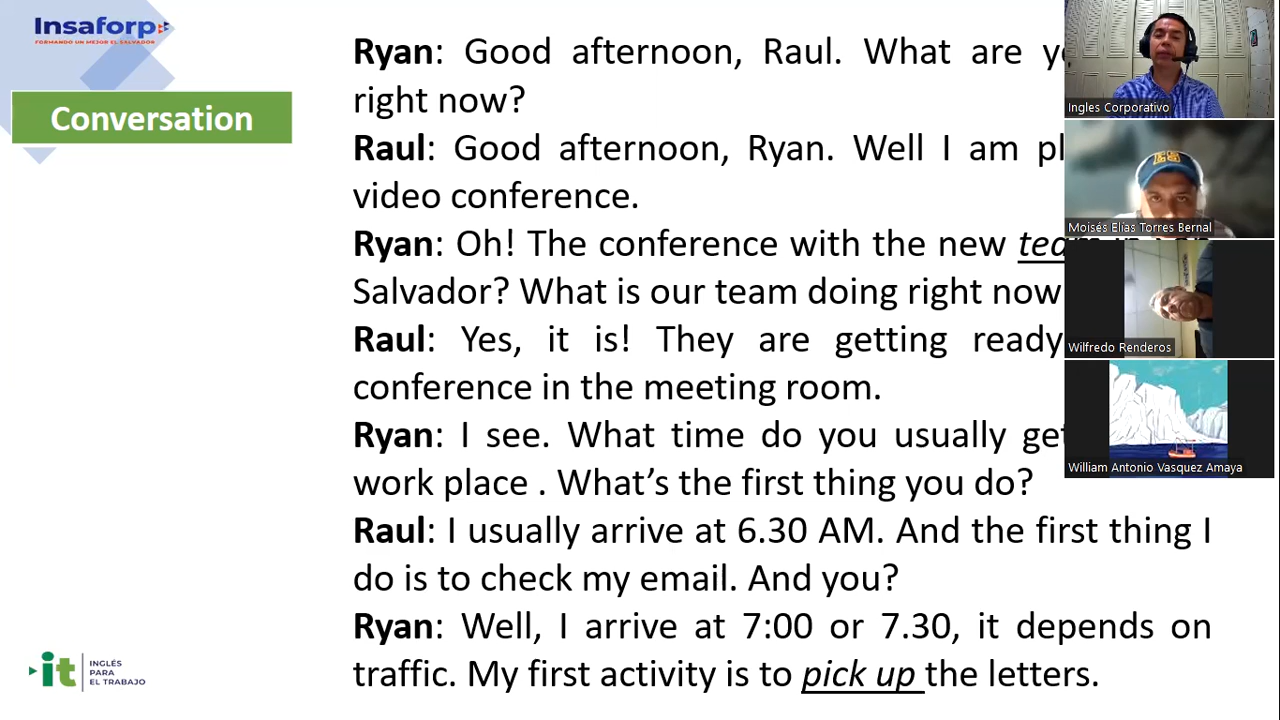 Insaforp
FORMANDO UN MEJOR EL SALVADOR
Conversation
Ryan: Good afternoon, Raul. What are
right now?
Raul: Good afternoon, Ryan. Well I am
video conference.
Ryan: Oh! The conference with the new
Salvador? What is our team doing right now
Raul: Yes, it is! They are getting ready
conference in the meeting room.
Ryan: I see. What time do you usually
work place . What's the first thing you do?
Raul: I usually arrive at 6.30 AM. And the first thing I
do is to check my email. And you?
Ryan: Well, I arrive at 7:00 or 7.30, it depends on
traffic. My first activity is to pick up the letters.
Ingles Corporativo
Moisés Elias Torres Bernal
Wilfredo Renderos
William Antonio Vasquez Amaya
it
INGLÉS
PARA
EL TRABAJO